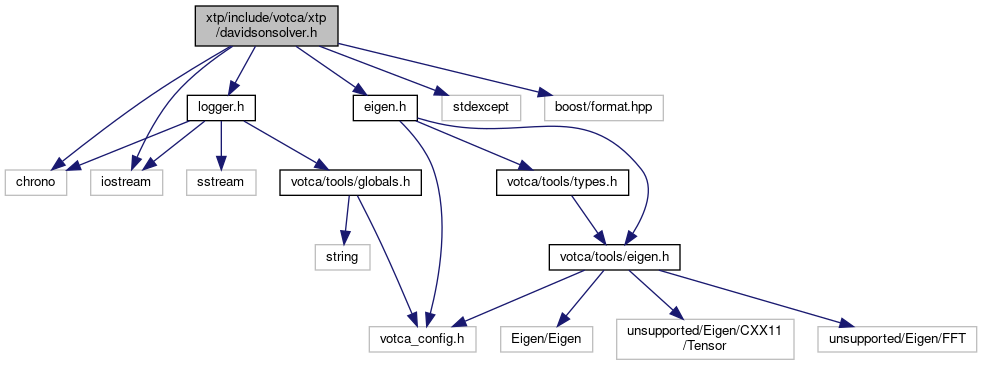 xtp/include/votca/xtp
/davidsonsolver.h
logger.h
eigen.h
stdexcept
boost/format.hpp
chrono
iostream
sstream
votca/tools/globals.h
votca/tools/types.h
string
votca/tools/eigen.h
votca_config.h
Eigen/Eigen
unsupported/Eigen/CXX11
/Tensor
unsupported/Eigen/FFT